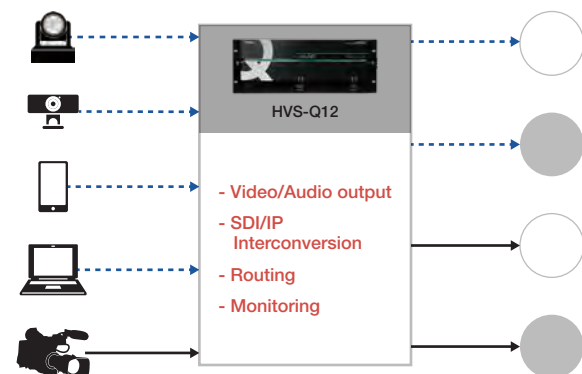 HVS-Q12
- Video/Audio output
- SDI/IP
Interconversion
- Routing
- Monitoring